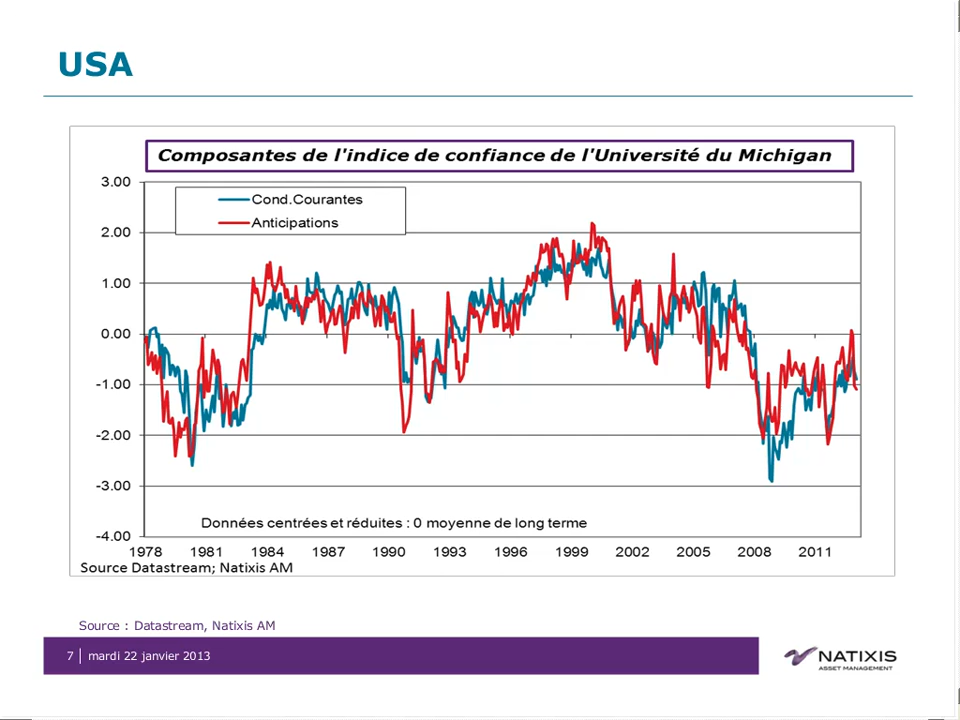 USA
Composantes de l'indice de confiance de l'Université du Michigan
3.00
Cond.Courantes
Anticipations
2.00
1.00
0.00
-1.00
-2.00
-3.00
Données centrées et réduites : 0 moyenne de long terme
-4.00
1978 1981 1984 1987 1990 1993 1996 1999 2002 2005 2008 2011
Source Datastream; Natixis AM
Source : Datastream, Natixis AM
7 mardi 22 janvier 2013
NATIXIS
ASSET MANAGEMENT